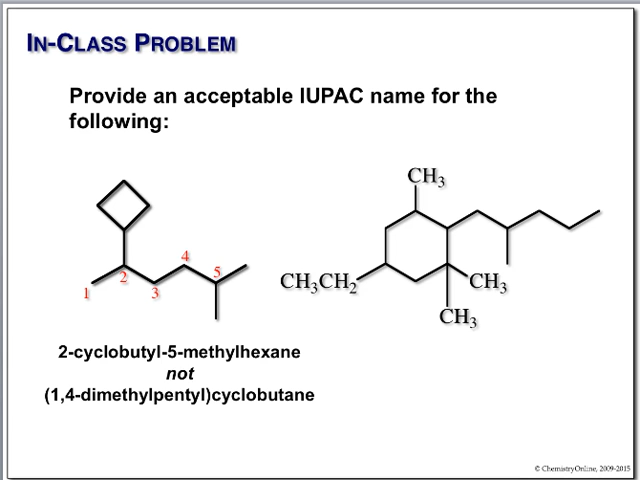 IN-CLASS PROBLEM
Provide an acceptable IUPAC name for the
following:
CH3
4
5
2
1
3
CH3CH2
CH3
CH3
2-cyclobutyl-5-methylhexane
not
(1,4-dimethylpentyl)cyclobutane
© ChemistryOnline, 2009-2015